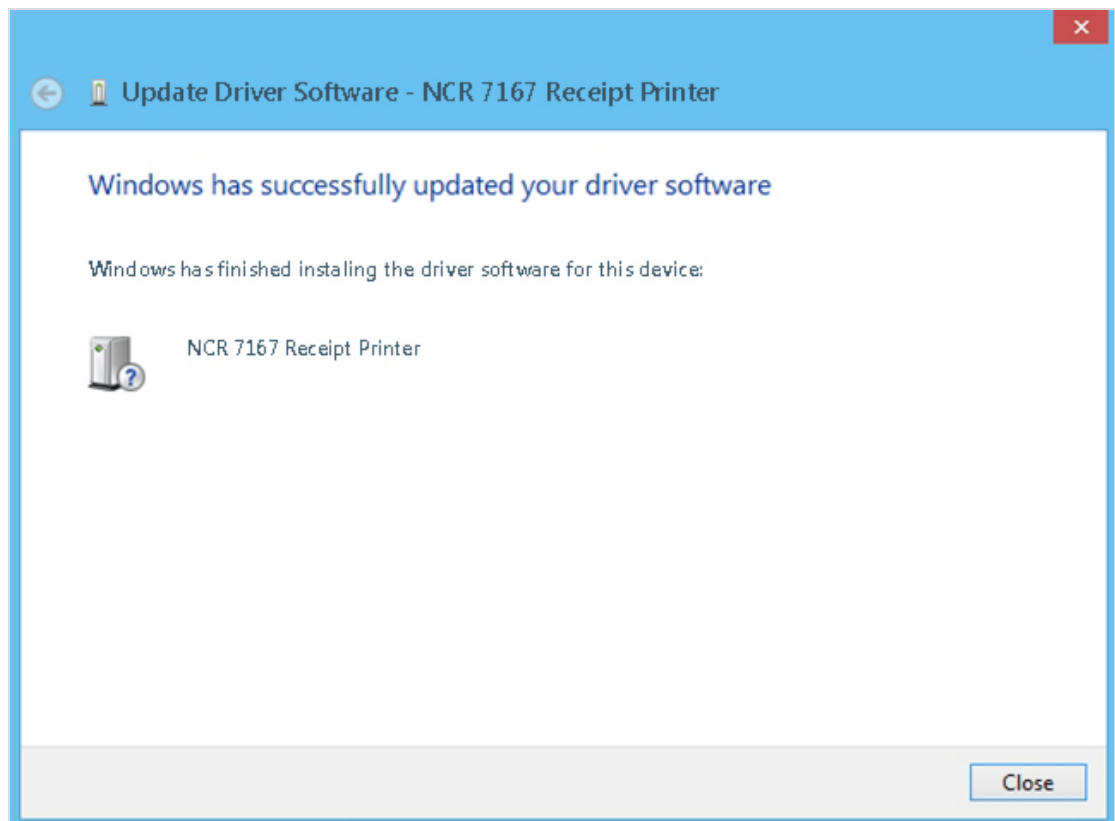 Update Driver Software - NCR 7167 Receipt Printer
Windows has successfully updated your driver software
Windows has finished instaling the driver software for this device:
NCR 7167 Receipt Printer
Close